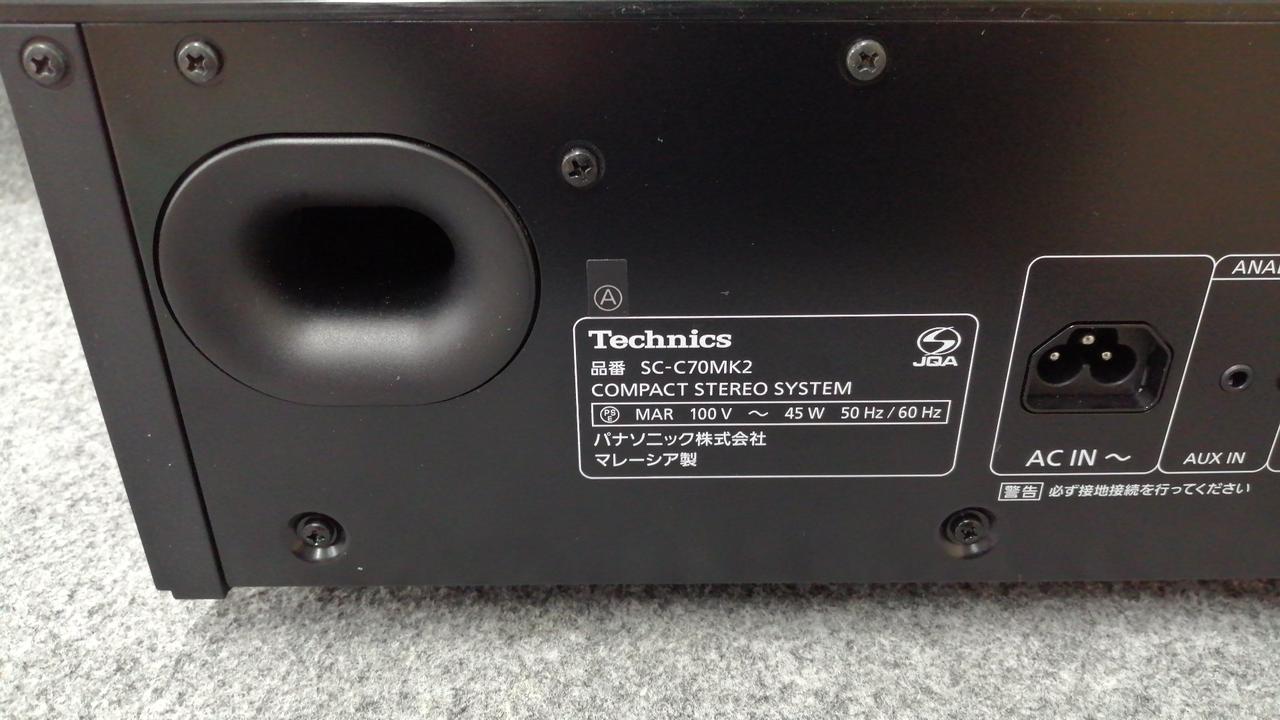 Ⓐ
Technics
JQA
品番 SC-C70MK2
COMPACT STEREO SYSTEM
PSE MAR 100 V ～ 45 W 50 Hz / 60 Hz
パナソニック株式会社
マレーシア製
ANA
AC IN ～
AUX IN
警告 必ず接地接続を行ってください